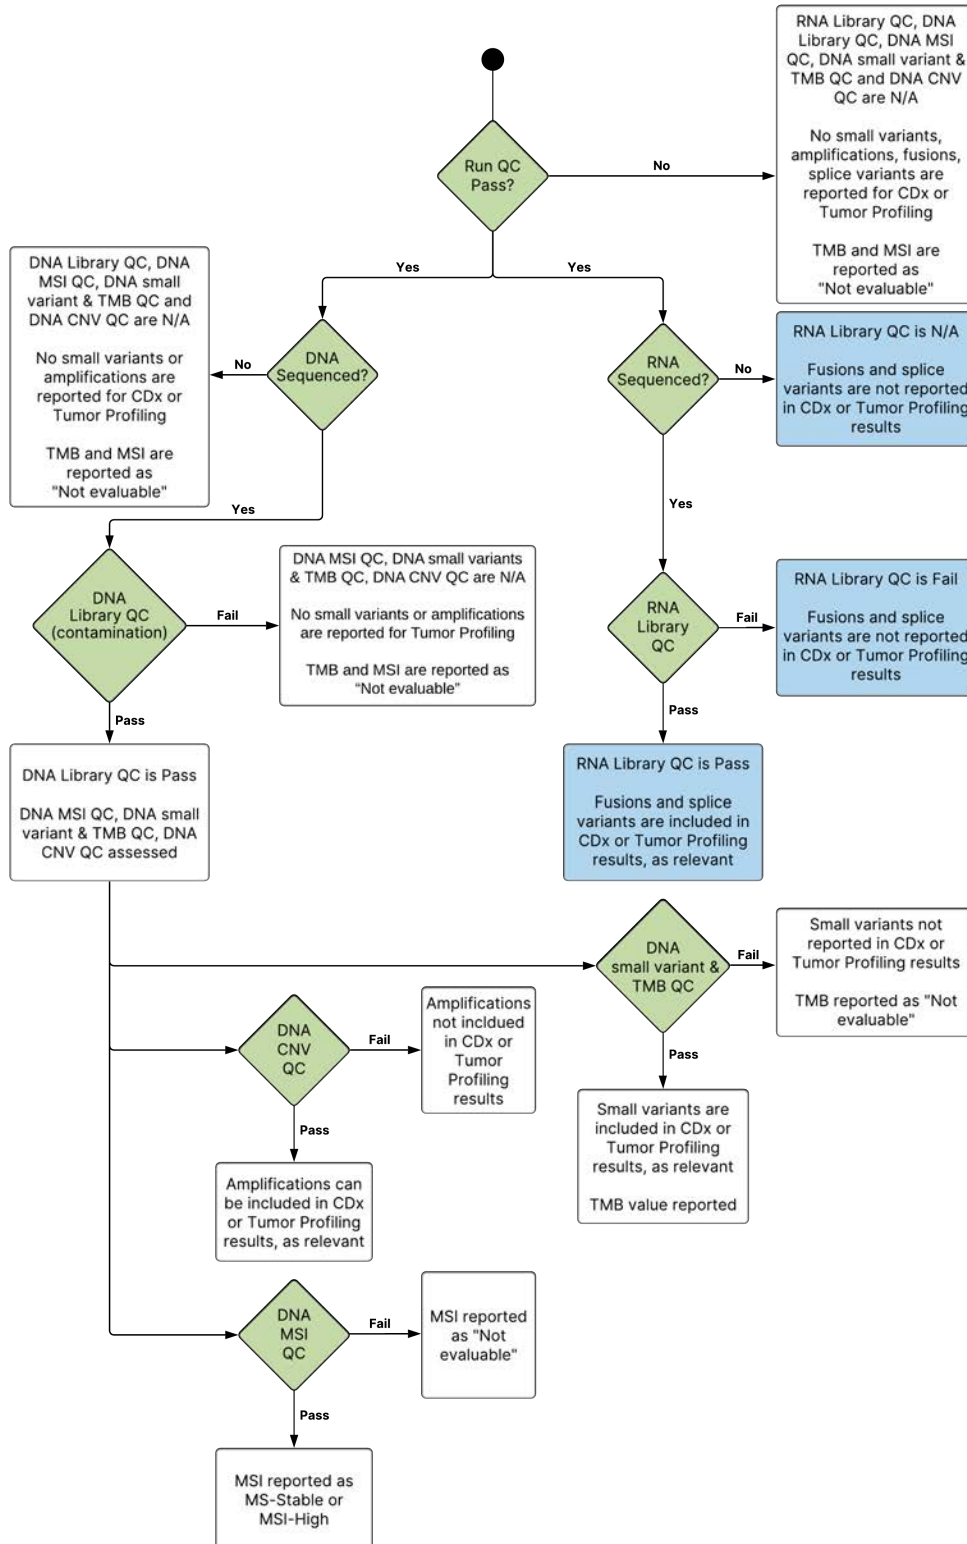 RNA Library QC, DNA
Library QC, DNA MSI
QC, DNA small variant &
TMB QC and DNA CNV
QC are N/A
No small variants,
amplifications, fusions,
splice variants are
reported for CDx or
Tumor Profiling
TMB and MSI are
reported as
"Not evaluable"
Run QC
Pass?
No
Yes
Yes
DNA Library QC, DNA
MSI QC, DNA small
variant & TMB QC and
DNA CNV QC are N/A
No small variants or
amplifications are
reported for CDx or
Tumor Profiling
TMB and MSI are
reported as
"Not evaluable"
No
DNA
Sequenced?
RNA
Sequenced?
No
RNA Library QC is N/A
Fusions and splice
variants are not reported
in CDx or Tumor Profiling
results
Yes
Yes
DNA
Library QC
(contamination)
Fail
DNA MSI QC, DNA small variants
& TMB QC, DNA CNV QC are N/A
No small variants or amplifications
are reported for Tumor Profiling
TMB and MSI are reported as
"Not evaluable"
RNA
Library
QC
Fail
RNA Library QC is Fail
Fusions and splice
variants are not reported
in CDx or Tumor Profiling
results
Pass
Pass
DNA Library QC is Pass
DNA MSI QC, DNA small
variant & TMB QC, DNA
CNV QC assessed
RNA Library QC is Pass
Fusions and splice
variants are included in
CDx or Tumor Profiling
results, as relevant
DNA
small variant &
TMB QC
Fail
Small variants not
reported in CDx or
Tumor Profiling results
TMB reported as "Not
evaluable"
DNA
CNV
QC
Fail
Amplifications
not incldued
in CDx or
Tumor
Profiling
results
Pass
Pass
Small variants are
included in CDx or
Tumor Profiling
results, as relevant
TMB value reported
Amplifications can
be included in CDx
or Tumor Profiling
results, as relevant
DNA
MSI
QC
Fail
MSI reported
as "Not
evaluable"
Pass
MSI reported as
MS-Stable or
MSI-High